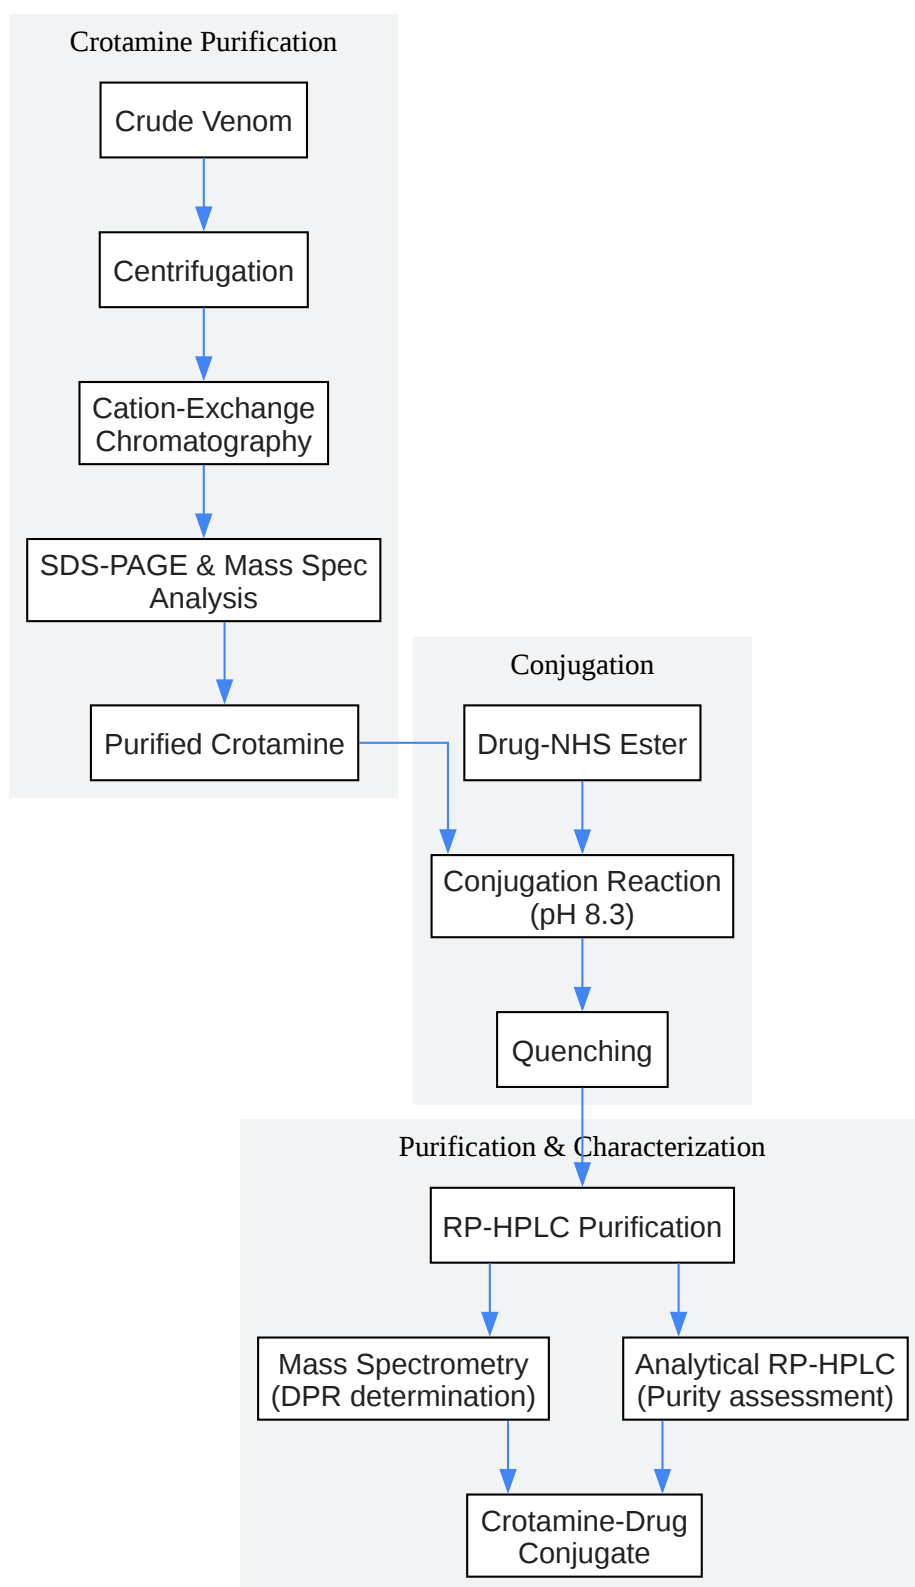 Crotamine Purification
Crude Venom
Centrifugation
Cation-Exchange
Chromatography
SDS-PAGE & Mass Spec
Analysis
Purified Crotamine
Conjugation
Drug-NHS Ester
Conjugation Reaction
(pH 8.3)
Quenching
Purification & Characterization
RP-HPLC Purification
Mass Spectrometry
(DPR determination)
Analytical RP-HPLC
(Purity assessment)
Crotamine-Drug
Conjugate